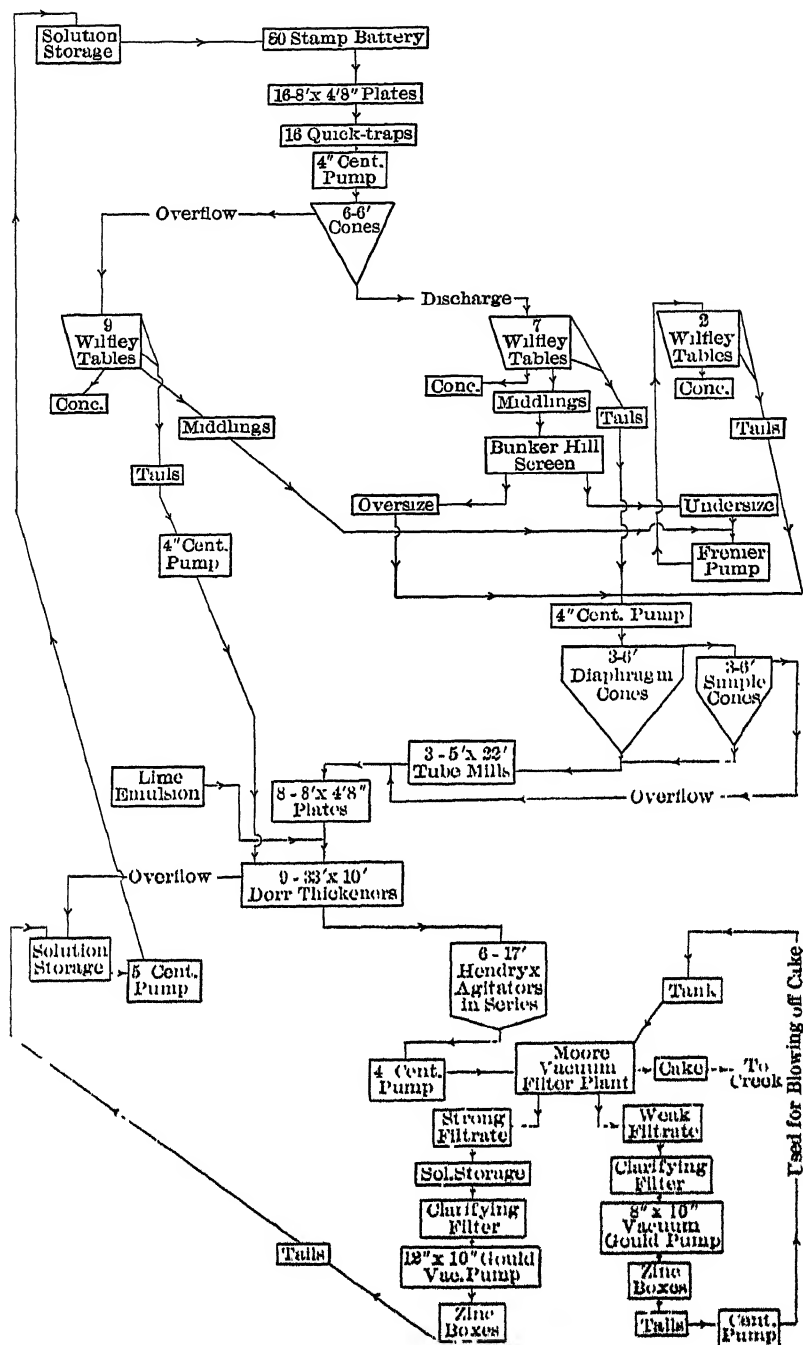 Solution
Storage
80 Stamp Battery
16-8'x 4'8" Plates
16 Quick-traps
4" Cent.
Pump
Overflow
6-6'
Cones
Discharge
9
Wilfley
Tables
7
Wilfley
Tables
2
Wilfley
Tables
Conc.
Conc.
Conc.
Middlings
Middlings
Tails
Tails
Tails
Bunker Hill
Screen
Oversize
Undersize
4" Cent.
Pump
Frenier
Pump
4" Cent. Pump
3-6'
Diaphragm
Cones
3-6'
Simple
Cones
3 - 5' x 22'
Tube Mills
Lime
Emulsion
8 - 8' x 4'8"
Plates
Overflow
Overflow
9 - 33' x 10'
Dorr Thickeners
Solution
Storage
5 Cent.
Pump
6 - 17'
Hendryx
Agitators
in Series
Tank
Used for Blowing off Cake
4 Cent.
Pump
Moore
Vacuum
Filter Plant
Cake
To
Creek
Strong
Filtrate
Weak
Filtrate
Sol. Storage
Clarifying
Filter
Clarifying
Filter
8" x 10"
Vacuum
Gould Pump
Tails
12" x 10" Gould
Vac. Pump
Zinc
Boxes
Zinc
Boxes
Tails
Cent.
Pump